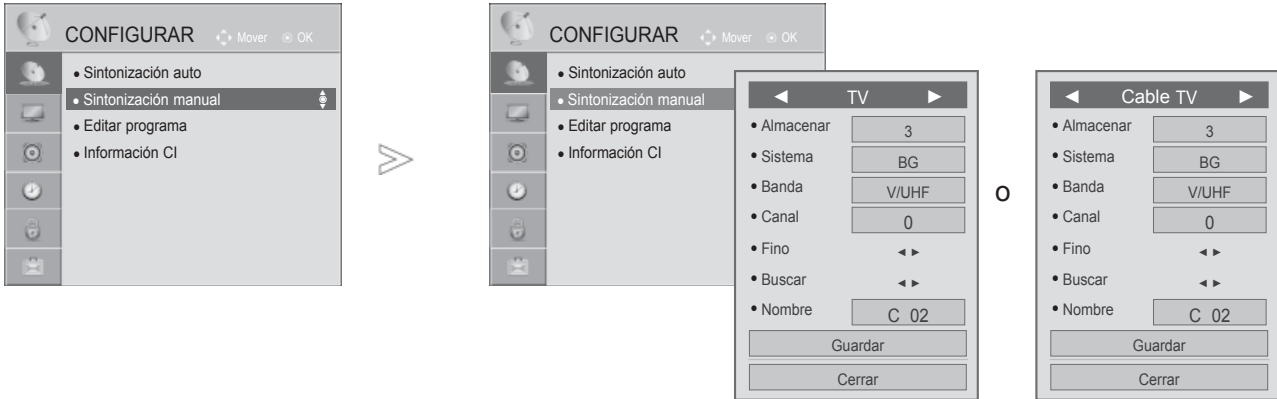 CONFIGURAR Mover OK
• Sintonización auto
• Sintonización manual
• Editar programa
• Información CI
CONFIGURAR Mover OK
• Sintonización auto
• Sintonización manual
• Editar programa
• Información CI
◄ TV ►
• Almacenar 3
• Sistema BG
• Banda V/UHF
• Canal 0
• Fino ◄ ►
• Buscar ◄ ►
• Nombre C 02
Guardar
Cerrar
o
◄ Cable TV ►
• Almacenar 3
• Sistema BG
• Banda V/UHF
• Canal 0
• Fino ◄ ►
• Buscar ◄ ►
• Nombre C 02
Guardar
Cerrar